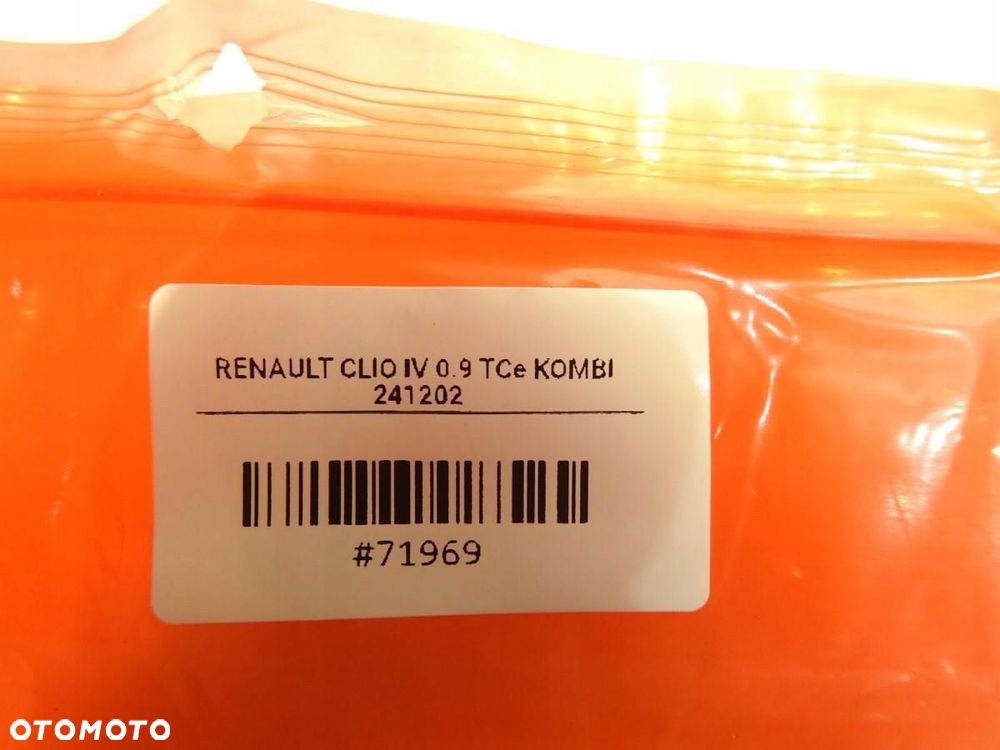 RENAULT CLIO IV 0.9 TCe KOMBI
241202
#71969
OTOMOTO